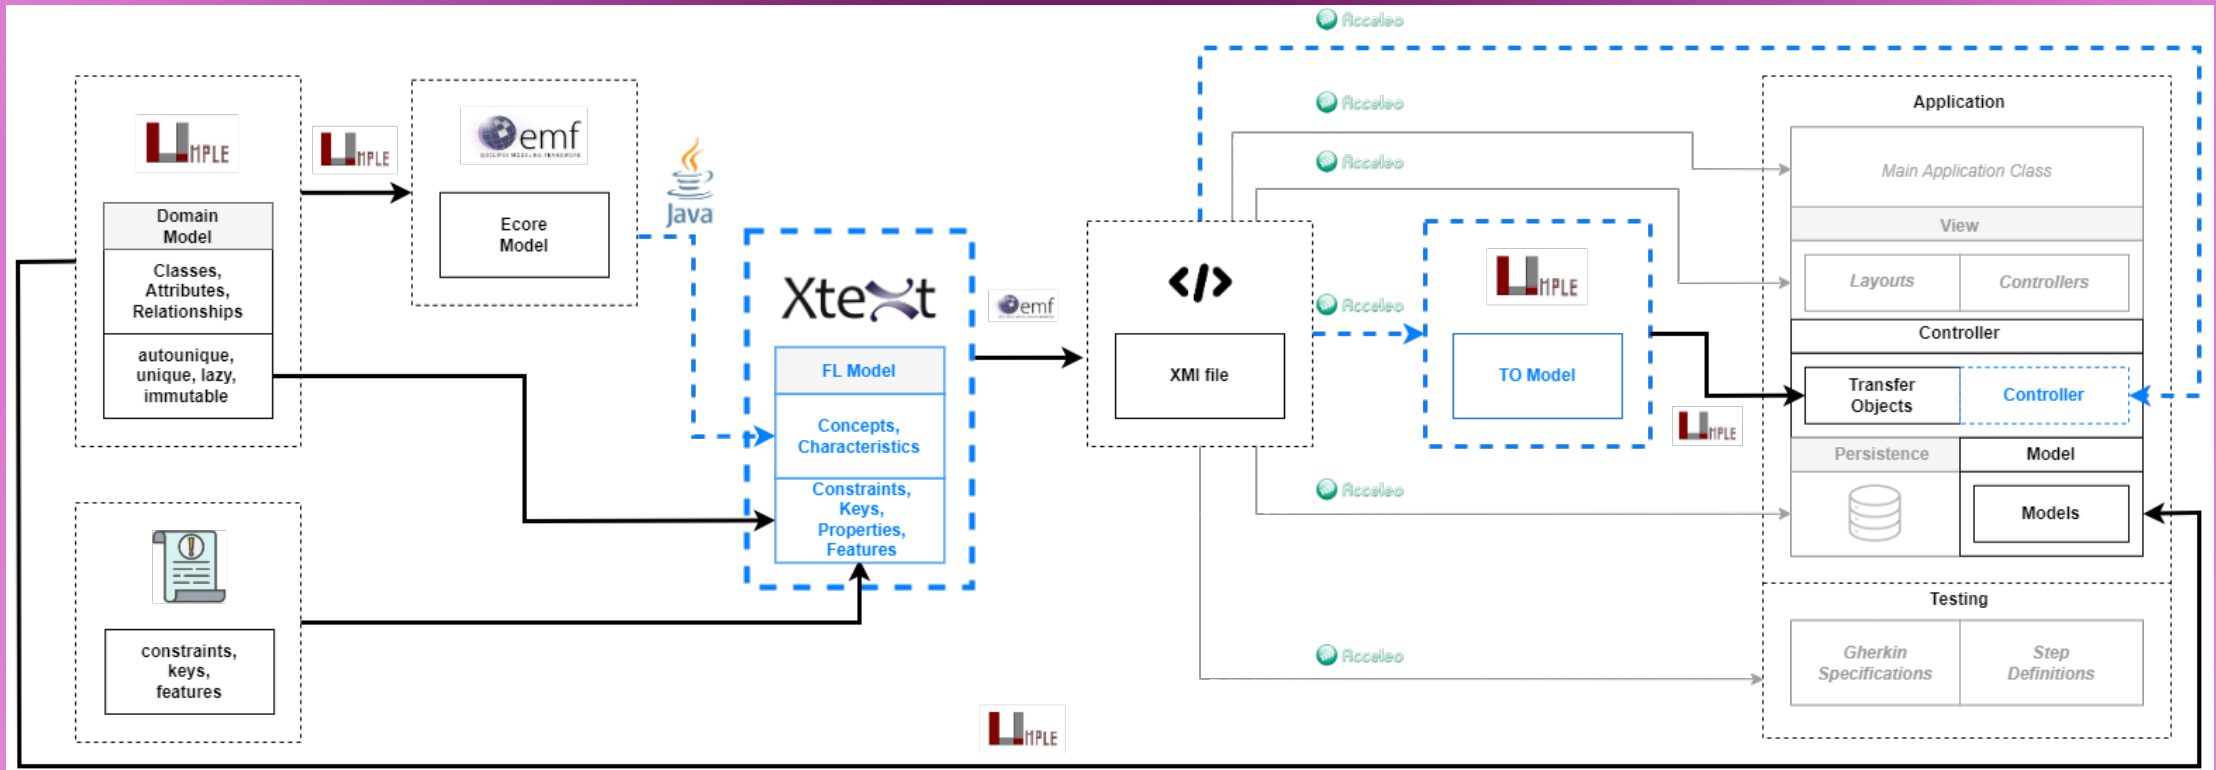 Acceleo
UMPLE
Domain
Model
Classes,
Attributes,
Relationships
autounique,
unique, lazy,
immutable
UMPLE
emf
Ecore
Model
Java
constraints,
keys,
features
Xtext
FL Model
Concepts,
Characteristics
Constraints,
Keys,
Properties,
Features
emf
</>
XMI file
Acceleo
Acceleo
Acceleo
Acceleo
Acceleo
UMPLE
TO Model
UMPLE
UMPLE
Application
Main Application Class
View
Layouts
Controllers
Controller
Transfer
Objects
Controller
Persistence
Model
Models
Testing
Gherkin
Specifications
Step
Definitions